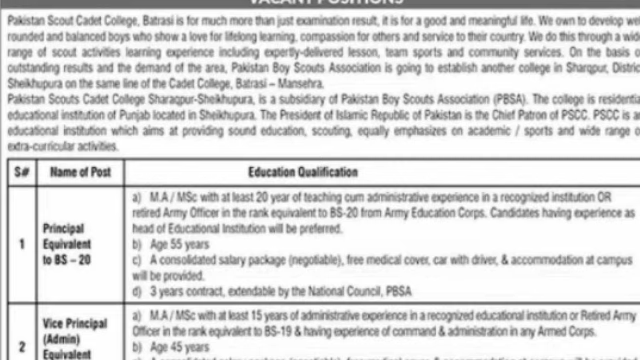 VACANT POSITIONS
Pakistan Scout Cadet College, Batrasi is for much more than just examination result, it is for a good and meaningful life. We own to develop well
rounded and balanced boys who show a love for lifelong learning, compassion for others and service to their country. We do this through a wide
range of scout activities learning experience including expertly-delivered lesson, team sports and community services. On the basis o
outstanding results and the demand of the area, Pakistan Boy Scouts Association is going to establish another college in Sharqpur, Distric
Sheikhupura on the same line of the Cadet College, Batrasi – Mansehra.
Pakistan Scouts Cadet College Sharaqpur-Sheikhupura, is a subsidiary of Pakistan Boy Scouts Association (PBSA). The college is residentia
educational institution of Punjab located in Sheikhupura. The President of Islamic Republic of Pakistan is the Chief Patron of PSCC. PSCC is an
educational institution which aims at providing sound education, scouting, equally emphasizes on academic / sports and wide range o
extra-curricular activities.
S# Name of Post Education Qualification
1 Principal Equivalent to BS – 20
a) M.A / MSc with at least 20 year of teaching cum administrative experience in a recognized institution OR
retired Army Officer in the rank equivalent to BS-20 from Army Education Corps. Candidates having experience as
head of Educational Institution will be preferred.
b) Age 55 years
c) A consolidated salary package (negotiable), free medical cover, car with driver, & accommodation at campus
will be provided.
d) 3 years contract, extendable by the National Council, PBSA
2 Vice Principal (Admin) Equivalent
a) M.A / MSc with at least 15 years of administrative experience in a recognized educational institution or Retired Army
Officer in the rank equivalent to BS-19 & having experience of command & administration in any Armed Corps.
b) Age 45 years